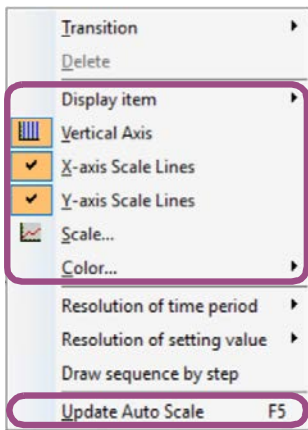 Transition
Delete
Display item
Vertical Axis
X-axis Scale Lines
Y-axis Scale Lines
Scale...
Color...
Resolution of time period
Resolution of setting value
Draw sequence by step
Update Auto Scale F5